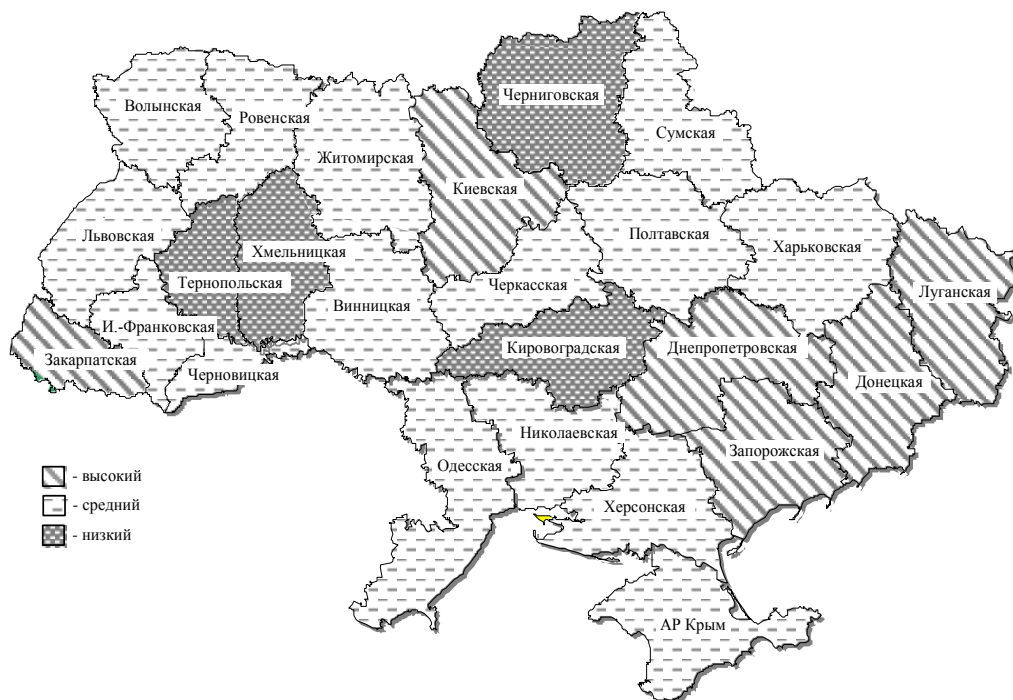 Волынская
Ровенская
Житомирская
Киевская
Черниговская
Сумская
Львовская
Тернопольская
Хмельницкая
Винницкая
Черкасская
Полтавская
Харьковская
Луганская
И.-Франковская
Закарпатская
Черновицкая
Кировоградская
Днепропетровская
Донецкая
Николаевская
Запорожская
Одесская
Херсонская
АР Крым
- высокий
- средний
- низкий